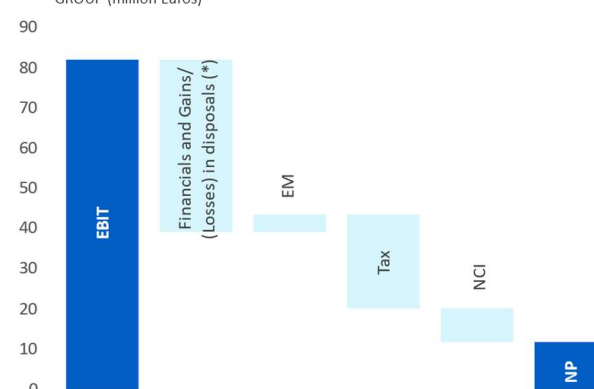 GROUP (million Euros)
90
80
70
60
50
40
30
20
10
0
EBIT
Financials and Gains/
(Losses) in disposals (*)
EM
Tax
NCI
NP